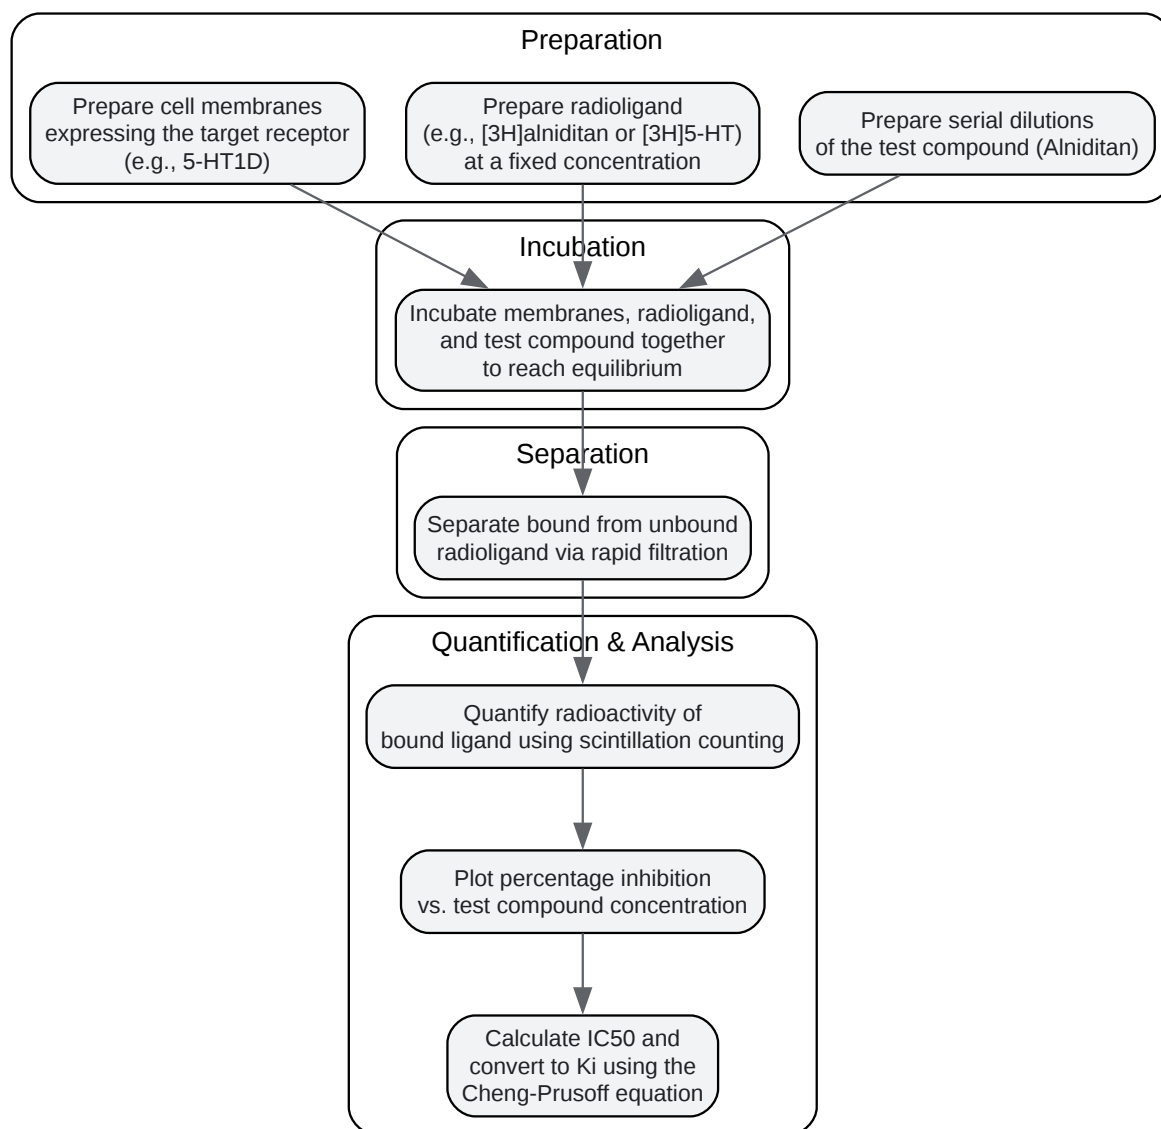 Preparation
Prepare cell membranes
expressing the target receptor
(e.g., 5-HT1D)
Prepare radioligand
(e.g., [3H]alniditan or [3H]5-HT)
at a fixed concentration
Prepare serial dilutions
of the test compound (Alniditan)
Incubation
Incubate membranes, radioligand,
and test compound together
to reach equilibrium
Separation
Separate bound from unbound
radioligand via rapid filtration
Quantification & Analysis
Quantify radioactivity of
bound ligand using scintillation counting
Plot percentage inhibition
vs. test compound concentration
Calculate IC50 and
convert to Ki using the
Cheng-Prusoff equation